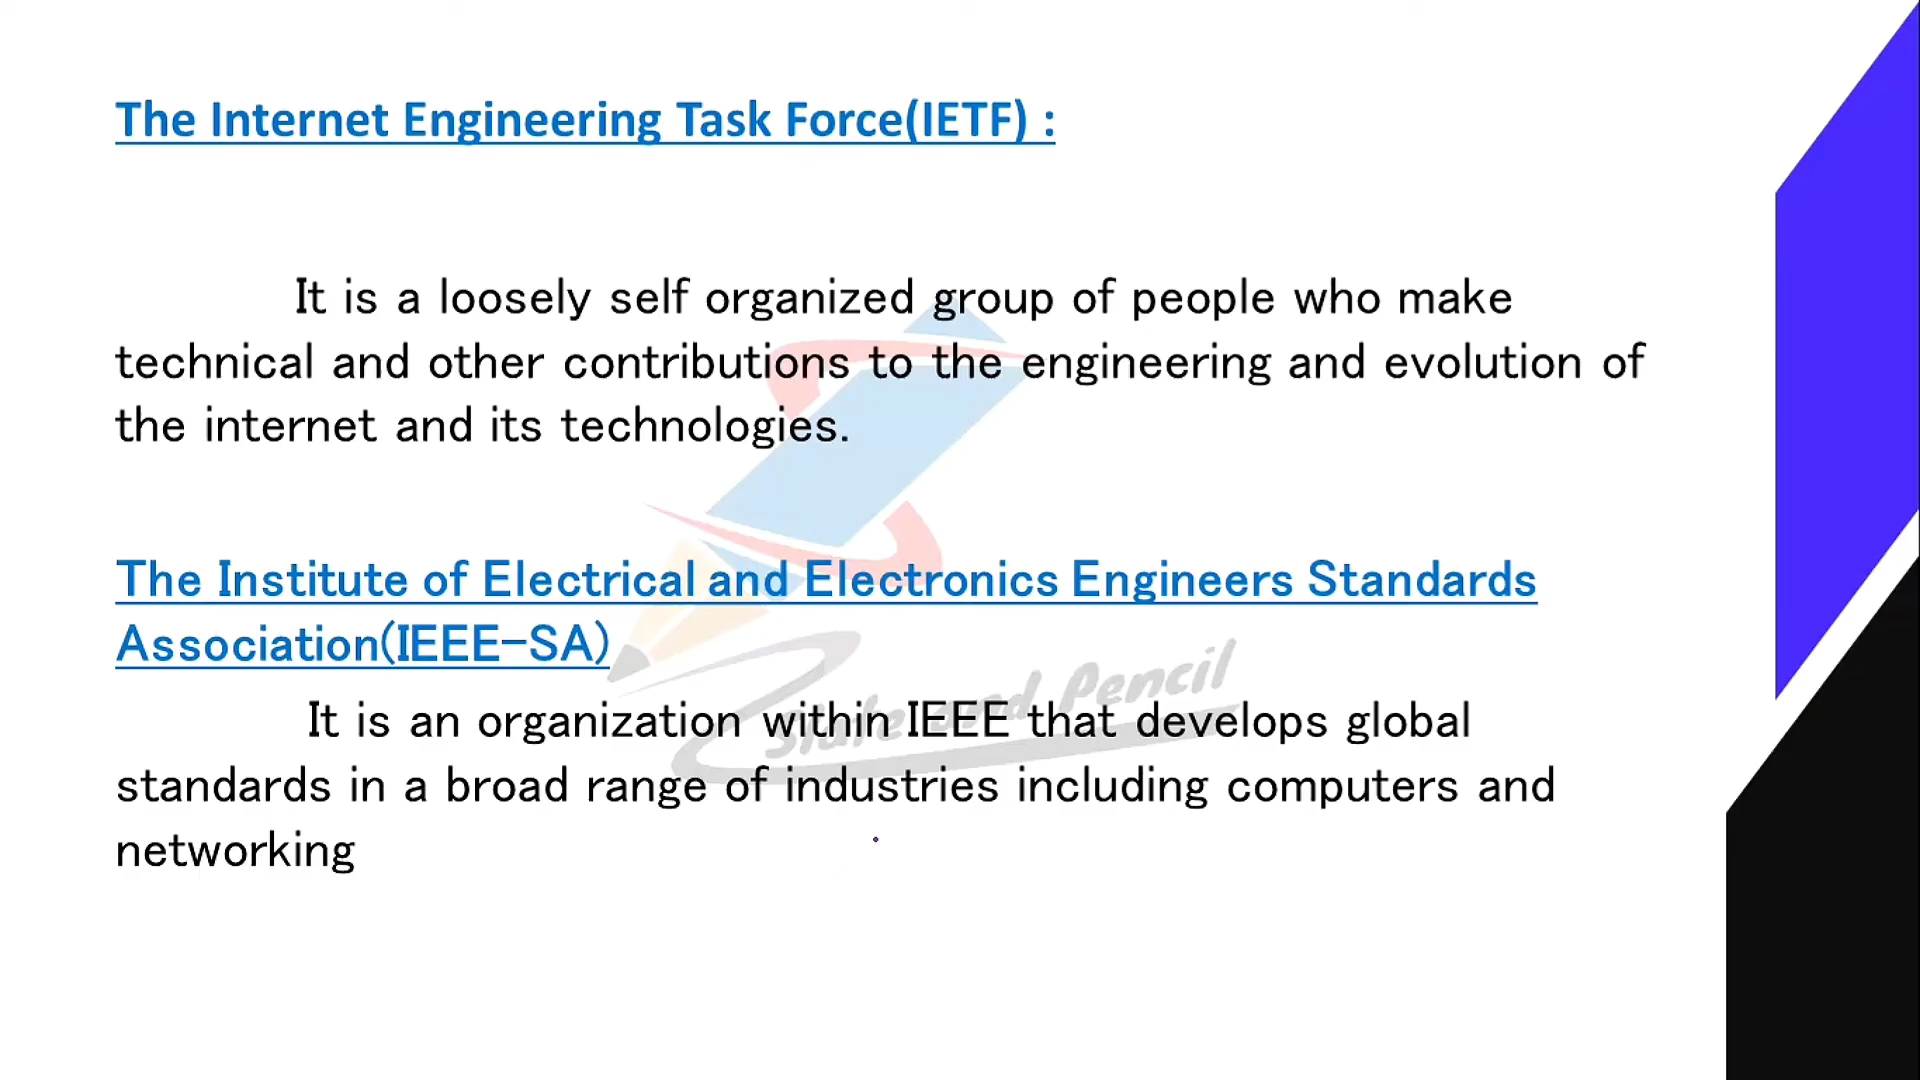 The Internet Engineering Task Force(IETF) :
It is a loosely self organized group of people who make
technical and other contributions to the engineering and evolution of
the internet and its technologies.
The Institute of Electrical and Electronics Engineers Standards
Association(IEEE-SA)
It is an organization within IEEE that develops global
standards in a broad range of industries including computers and
networking
Slate and Pencil